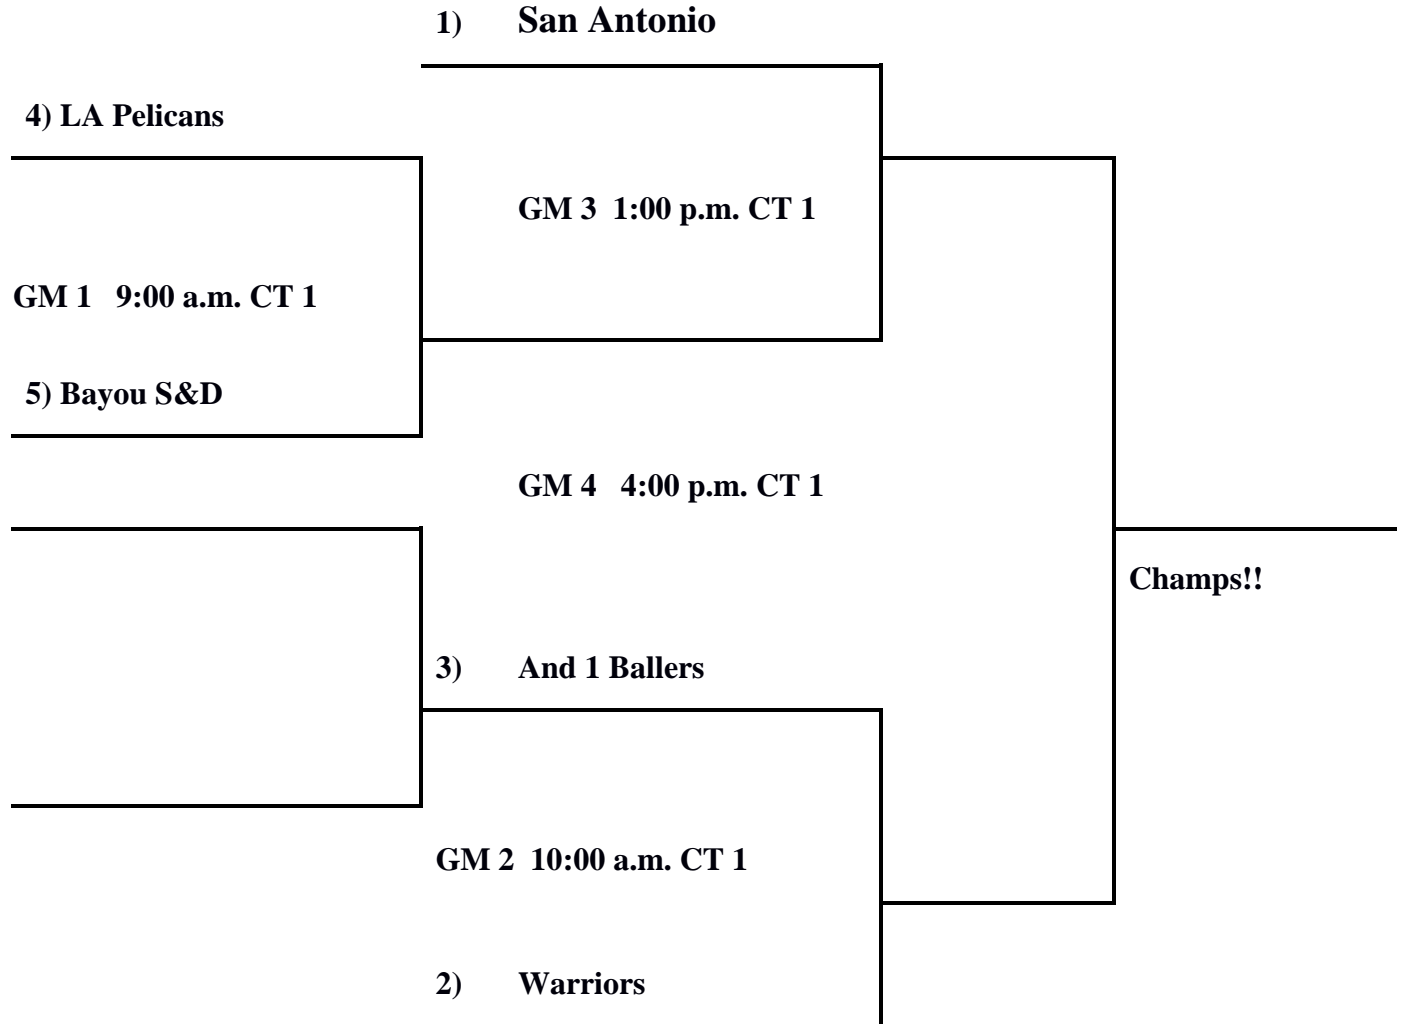 1) San Antonio
4) LA Pelicans
GM 3 1:00 p.m. CT 1
GM 1 9:00 a.m. CT 1
5) Bayou S&D
GM 4 4:00 p.m. CT 1
Champs!!
3) And 1 Ballers
GM 2 10:00 a.m. CT 1
2) Warriors